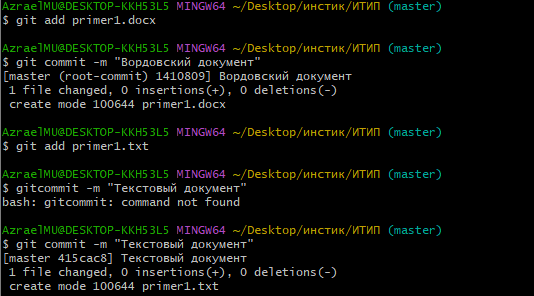 AzraelMU@DESKTOP-KKH53L5 MINGW64 ~/Desktop/инстик/ИТИП (master)
$ git add primer1.docx
AzraelMU@DESKTOP-KKH53L5 MINGW64 ~/Desktop/инстик/ИТИП (master)
$ git commit -m "Вордовский документ"
[master (root-commit) 1410809] Вордовский документ
 1 file changed, 0 insertions(+), 0 deletions(-)
 create mode 100644 primer1.docx
AzraelMU@DESKTOP-KKH53L5 MINGW64 ~/Desktop/инстик/ИТИП (master)
$ git add primer1.txt
AzraelMU@DESKTOP-KKH53L5 MINGW64 ~/Desktop/инстик/ИТИП (master)
$ gitcommit -m "Текстовый документ"
bash: gitcommit: command not found
AzraelMU@DESKTOP-KKH53L5 MINGW64 ~/Desktop/инстик/ИТИП (master)
$ git commit -m "Текстовый документ"
[master 415cac8] Текстовый документ
 1 file changed, 0 insertions(+), 0 deletions(-)
 create mode 100644 primer1.txt